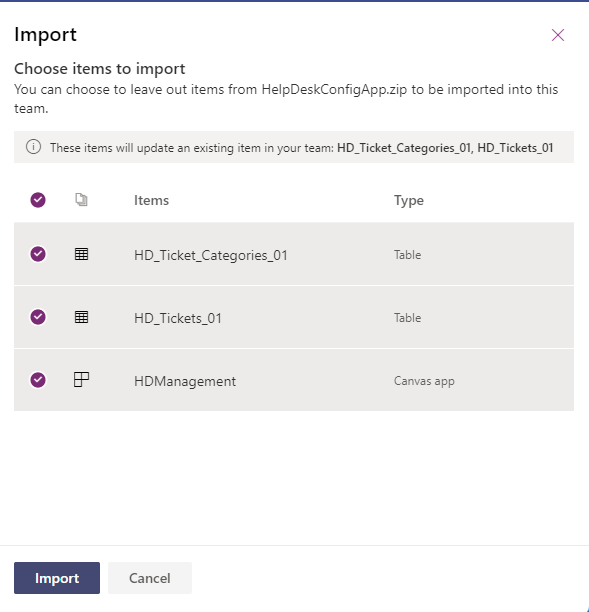 Import
Choose items to import
You can choose to leave out items from HelpDeskConfigApp.zip to be imported into this
team.
These items will update an existing item in your team: HD_Ticket_Categories_01, HD_Tickets_01
Items Type
HD_Ticket_Categories_01 Table
HD_Tickets_01 Table
HDManagement Canvas app
Import Cancel